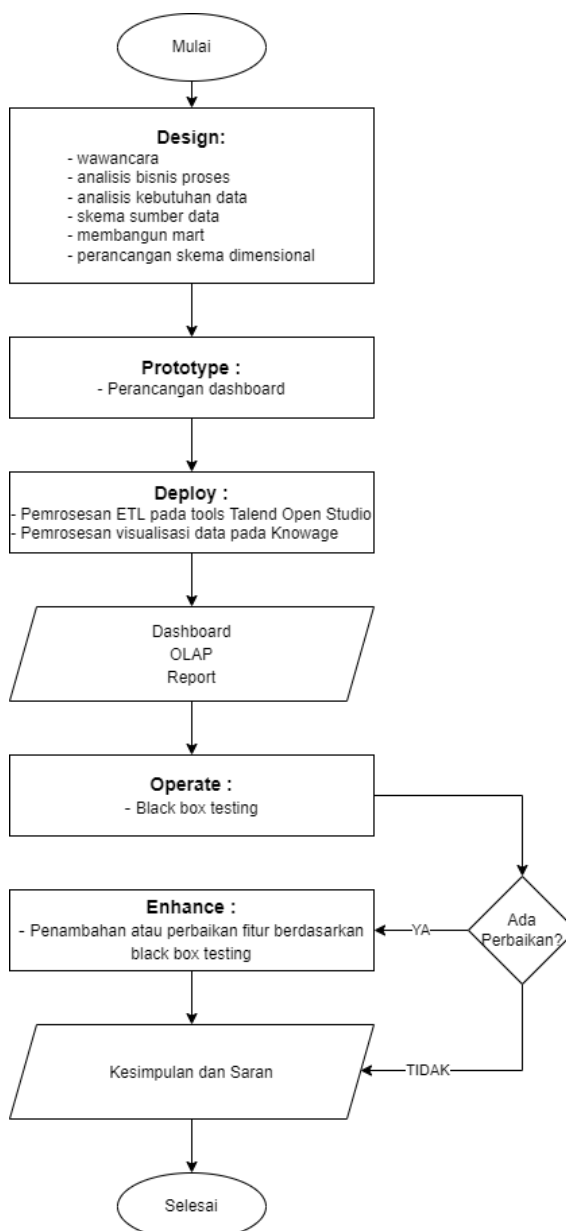 Mulai
Design:
- wawancara
- analisis bisnis proses
- analisis kebutuhan data
- skema sumber data
- membangun mart
- perancangan skema dimensional
Prototype :
- Perancangan dashboard
Deploy :
- Pemrosesan ETL pada tools Talend Open Studio
- Pemrosesan visualisasi data pada Knowage
Dashboard
OLAP
Report
Operate :
- Black box testing
Ada
Perbaikan?
YA
Enhance :
- Penambahan atau perbaikan fitur berdasarkan
black box testing
TIDAK
Kesimpulan dan Saran
Selesai